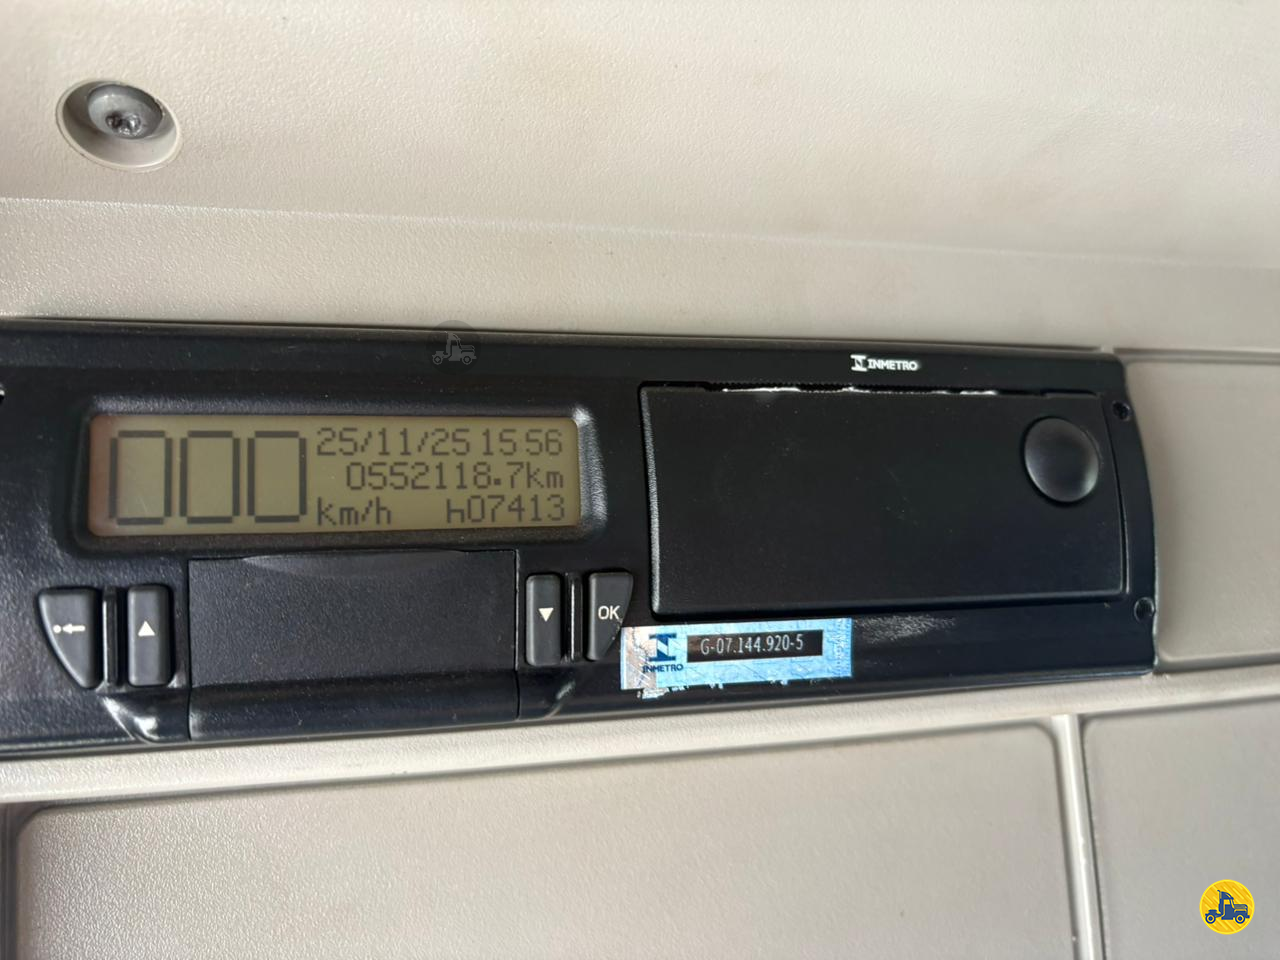 INMETRO
000
25/11/25 15 56
0552118.7km
km/h h07413
OK
INMETRO
G-07.144.920-5